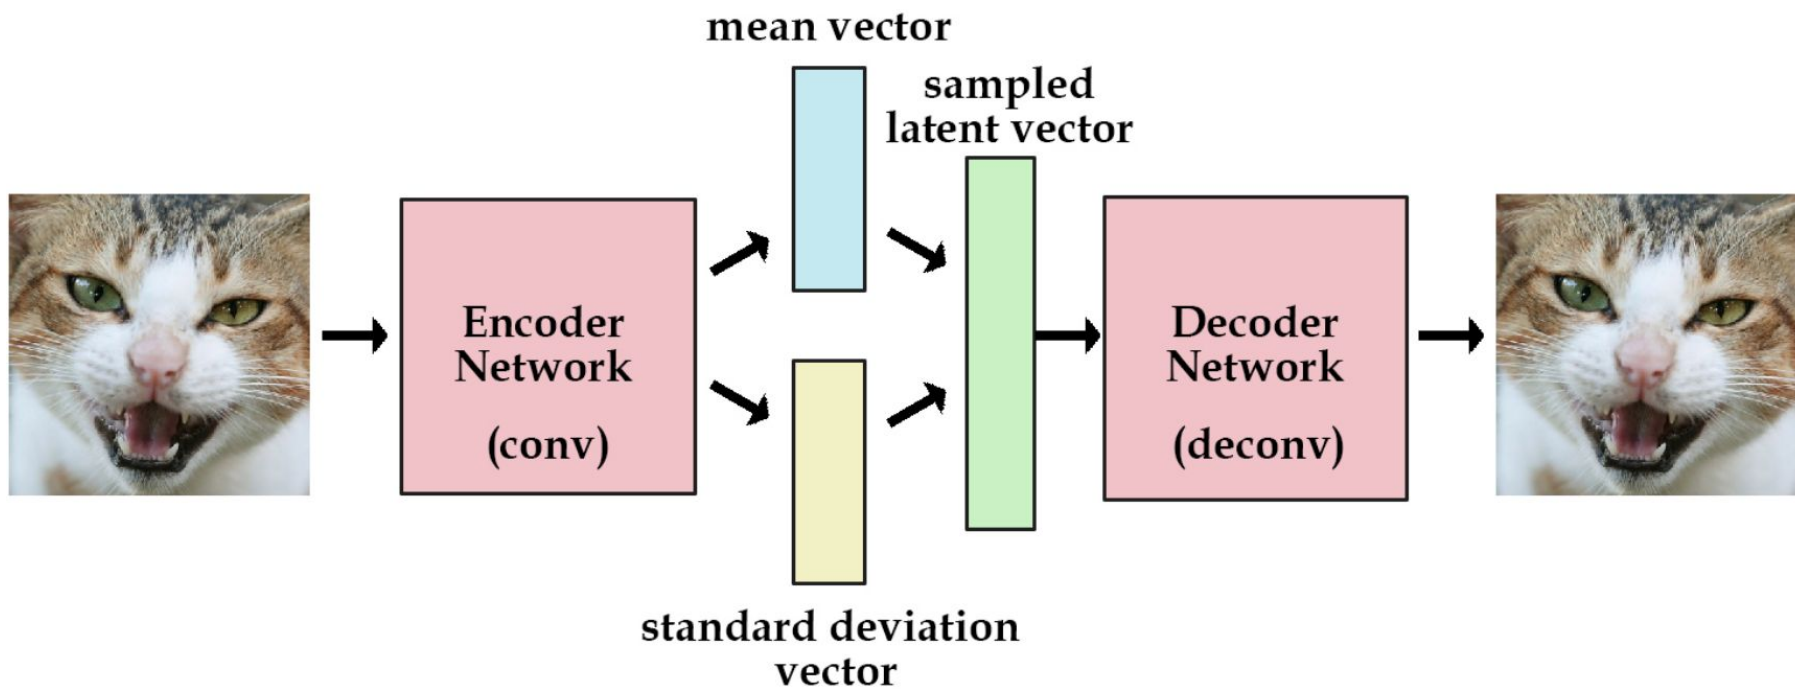 mean vector
sampled
latent vector
Encoder
Network
(conv)
Decoder
Network
(deconv)
standard deviation
vector